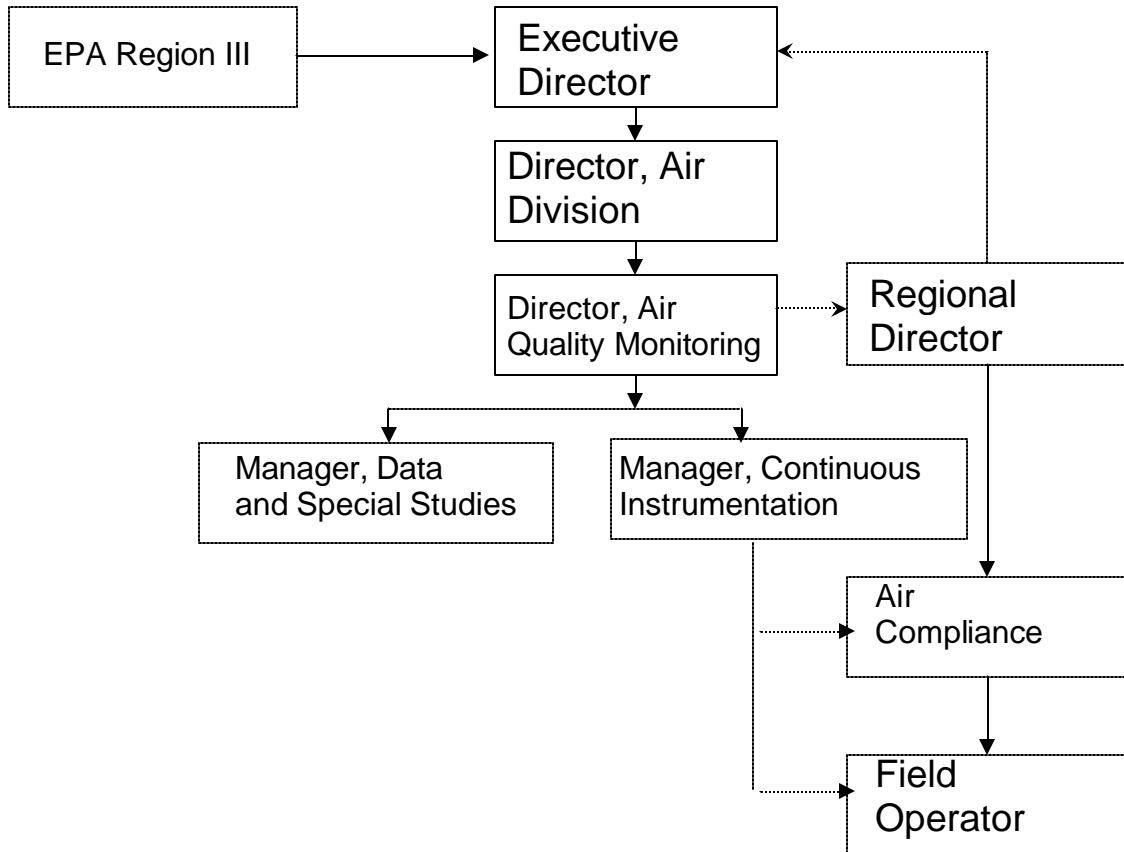 EPA Region III
Executive
Director
Director, Air
Division
Director, Air
Quality Monitoring
Regional
Director
Manager, Data
and Special Studies
Manager, Continuous
Instrumentation
Air
Compliance
Field
Operator